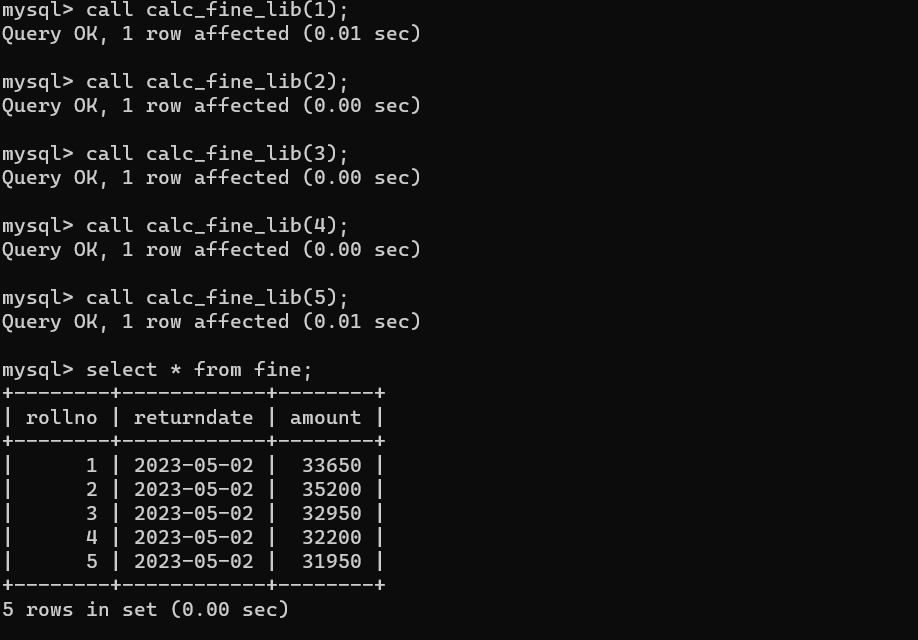 mysql> call calc_fine_lib(1);
Query OK, 1 row affected (0.01 sec)
mysql> call calc_fine_lib(2);
Query OK, 1 row affected (0.00 sec)
mysql> call calc_fine_lib(3);
Query OK, 1 row affected (0.00 sec)
mysql> call calc_fine_lib(4);
Query OK, 1 row affected (0.00 sec)
mysql> call calc_fine_lib(5);
Query OK, 1 row affected (0.01 sec)
mysql> select * from fine;
+--------+------------+--------+
| rollno | returndate | amount |
+--------+------------+--------+
|      1 | 2023-05-02 |  33650 |
|      2 | 2023-05-02 |  35200 |
|      3 | 2023-05-02 |  32950 |
|      4 | 2023-05-02 |  32200 |
|      5 | 2023-05-02 |  31950 |
+--------+------------+--------+
5 rows in set (0.00 sec)